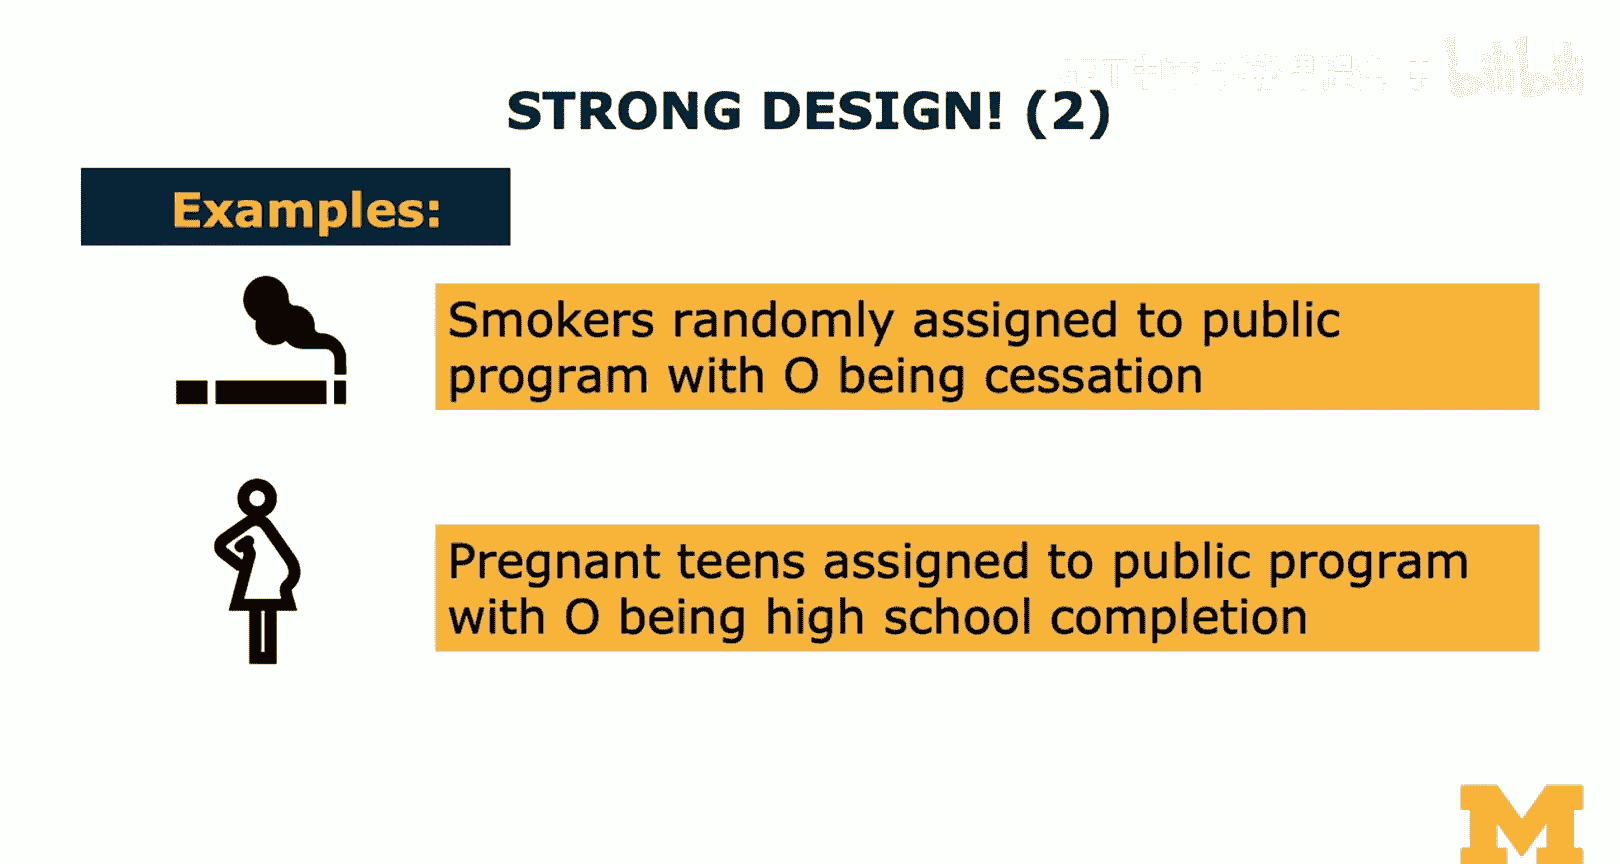 STRONG DESIGN! (2)
Examples:
Smokers randomly assigned to public
program with O being cessation
Pregnant teens assigned to public program
with O being high school completion
M
bilibili